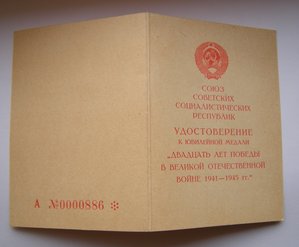 СОЮЗ
СОВЕТСКИХ
СОЦИАЛИСТИЧЕСКИХ
РЕСПУБЛИК
УДОСТОВЕРЕНИЕ
К ЮБИЛЕЙНОЙ МЕДАЛИ
„ДВАДЦАТЬ ЛЕТ ПОБЕДЫ
В ВЕЛИКОЙ ОТЕЧЕСТВЕННОЙ
ВОЙНЕ 1941—1945 гг.“
А №0000886 ✻